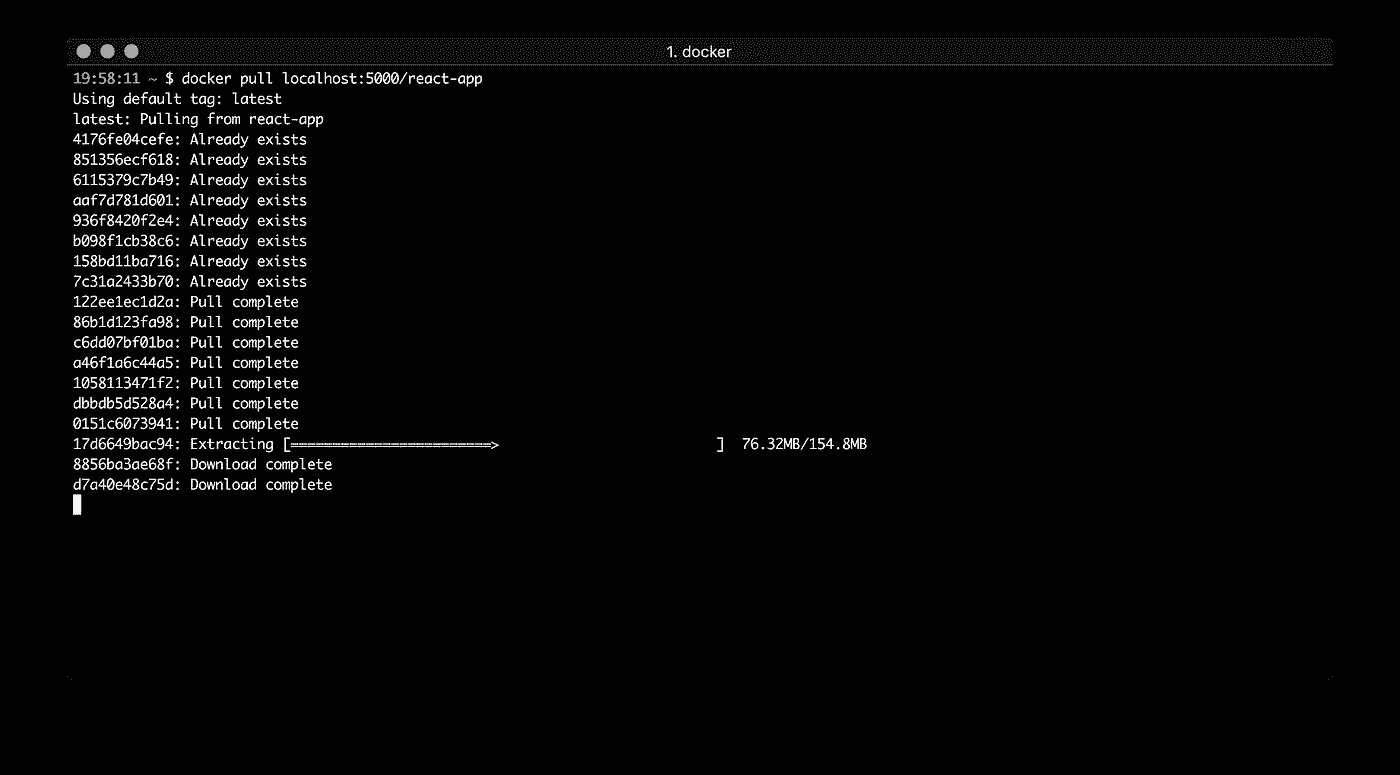 1. docker
19:58:11 ~ $ docker pull localhost:5000/react-app
Using default tag: latest
latest: Pulling from react-app
4176fe04cefe: Already exists
851356ecf618: Already exists
6115379c7b49: Already exists
aaf7d781d601: Already exists
936f8420f2e4: Already exists
b098f1cb38c6: Already exists
158bd11ba716: Already exists
7c31a2433b70: Already exists
122ee1ec1d2a: Pull complete
86b1d123fa98: Pull complete
c6dd07bf01ba: Pull complete
a46f1a6c44a5: Pull complete
1058113471f2: Pull complete
dbbdb5d528a4: Pull complete
0151c6073941: Pull complete
17d6649bac94: Extracting [========================>                          ]  76.32MB/154.8MB
8856ba3ae68f: Download complete
d7a40e48c75d: Download complete